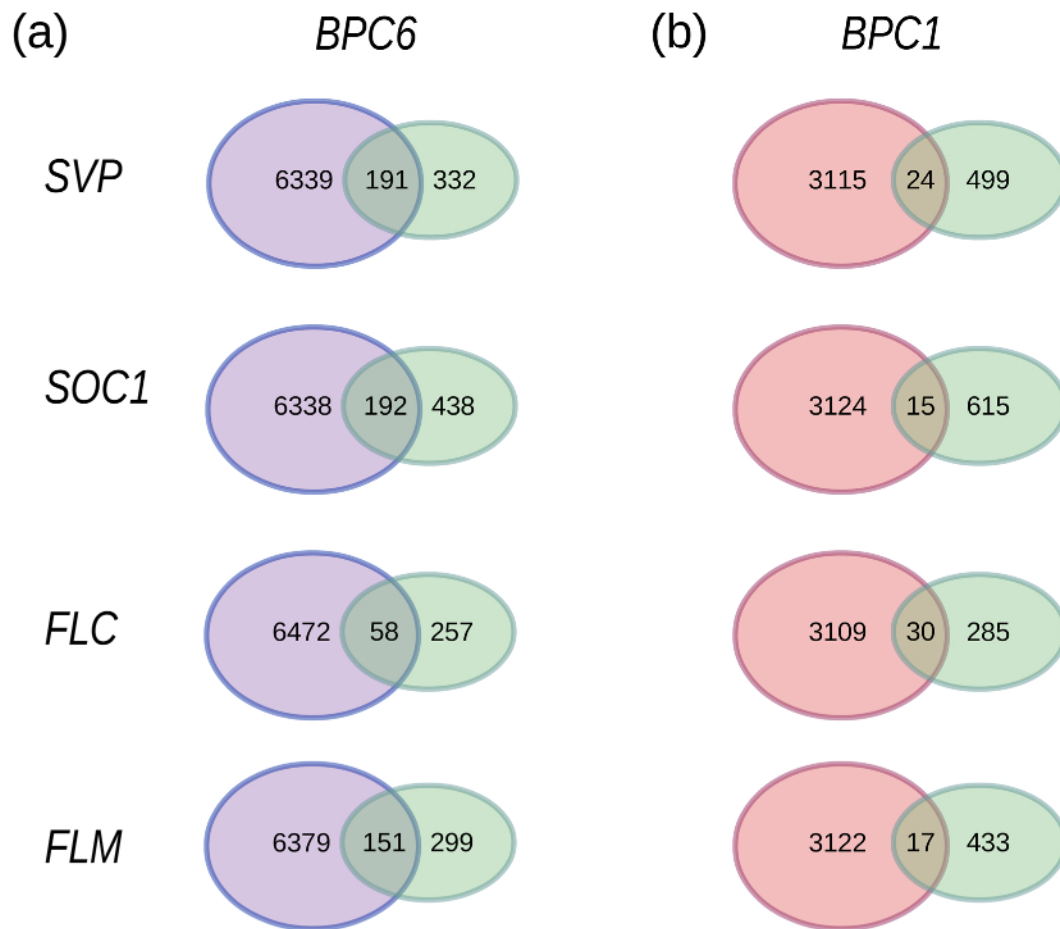 (a) BPC6 (b) BPC1
SVP 6339 191 332 3115 24 499
SOC1 6338 192 438 3124 15 615
FLC 6472 58 257 3109 30 285
FLM 6379 151 299 3122 17 433